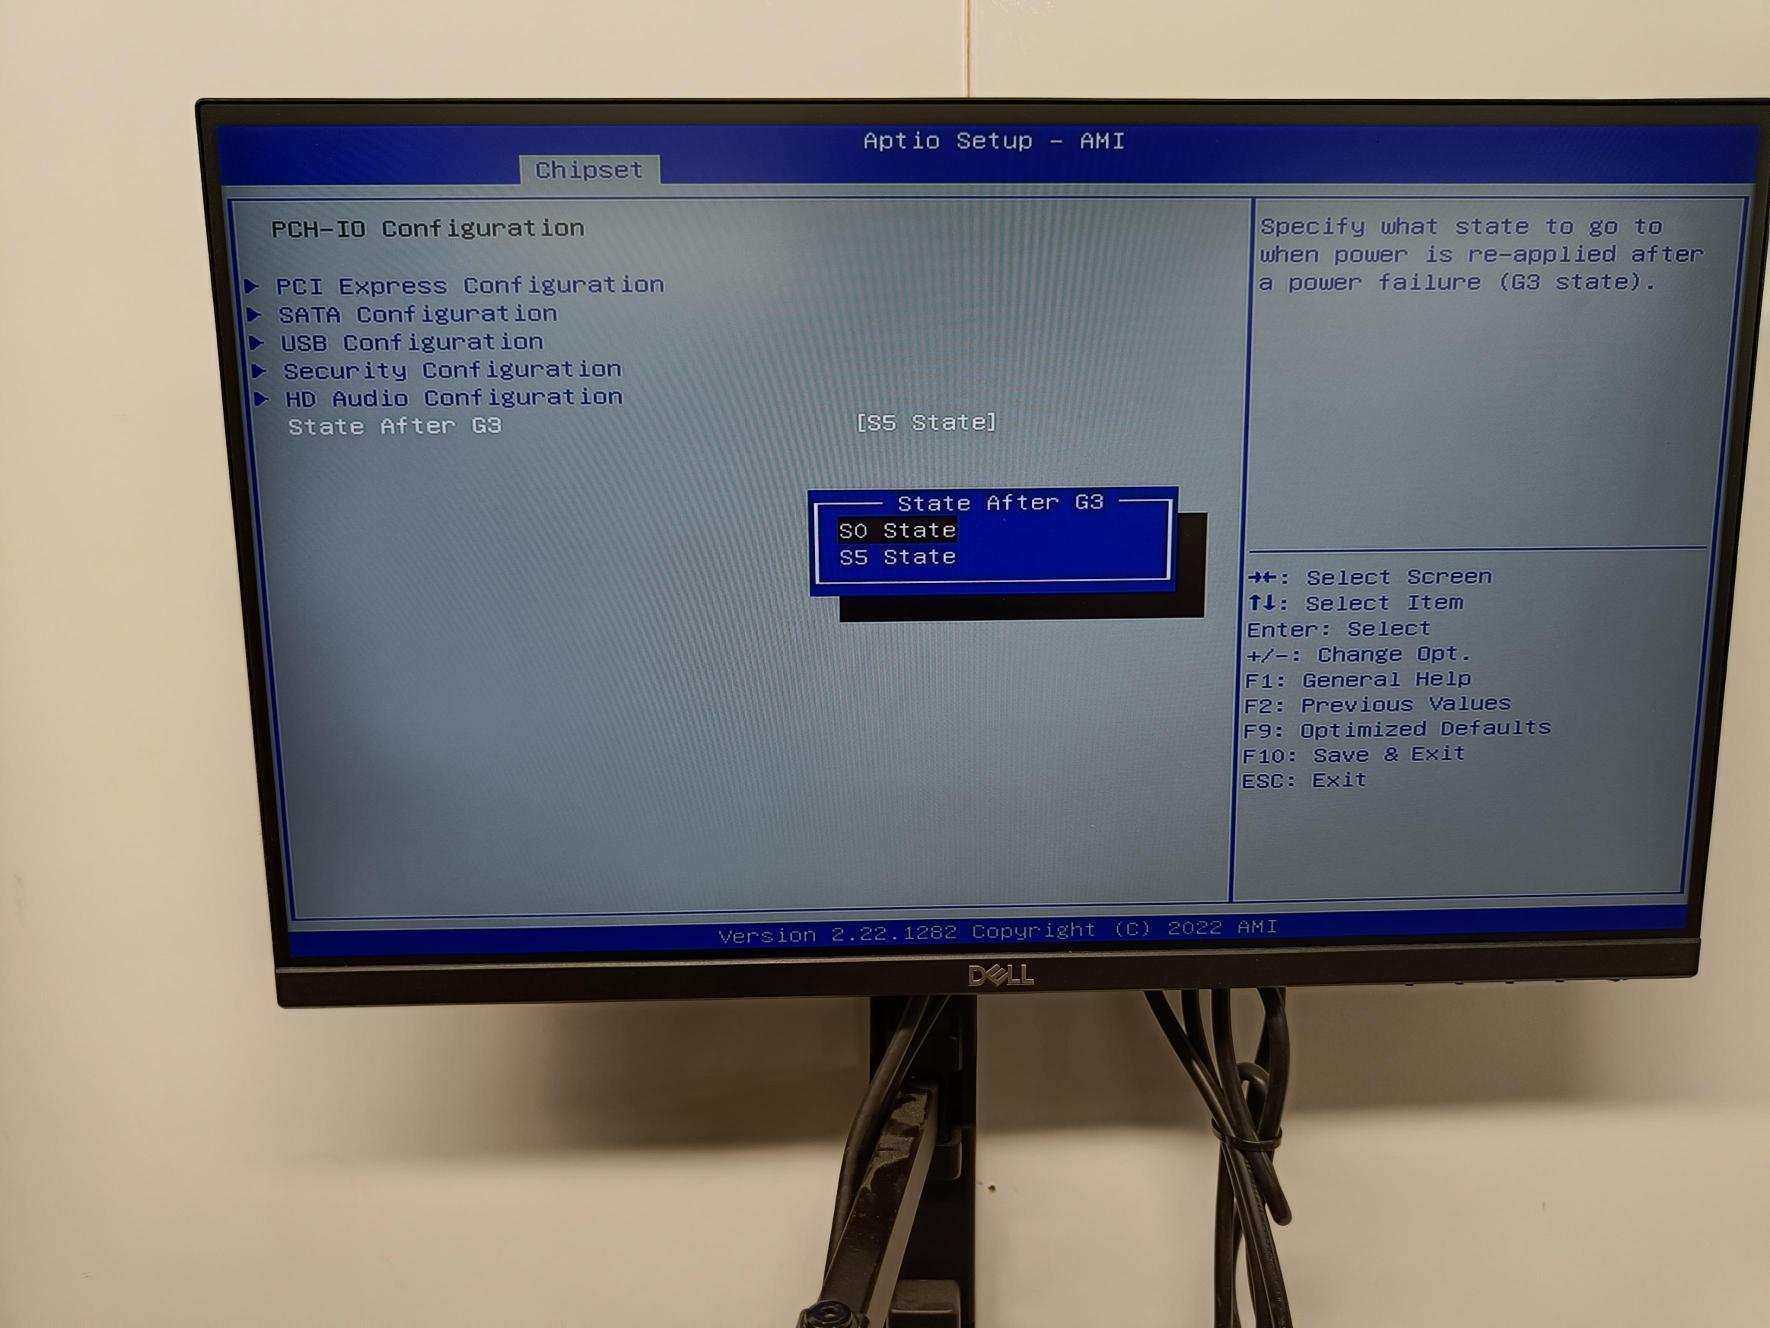 Aptio Setup - AMI
Chipset
PCH-IO Configuration
PCI Express Configuration
SATA Configuration
USB Configuration
Security Configuration
HD Audio Configuration
State After G3 [S5 State]
State After G3
S0 State
S5 State
Specify what state to go to
when power is re-applied after
a power failure (G3 state).
→←: Select Screen
↑↓: Select Item
Enter: Select
+/-: Change Opt.
F1: General Help
F2: Previous Values
F9: Optimized Defaults
F10: Save & Exit
ESC: Exit
Version 2.22.1282 Copyright (C) 2022 AMI
DELL